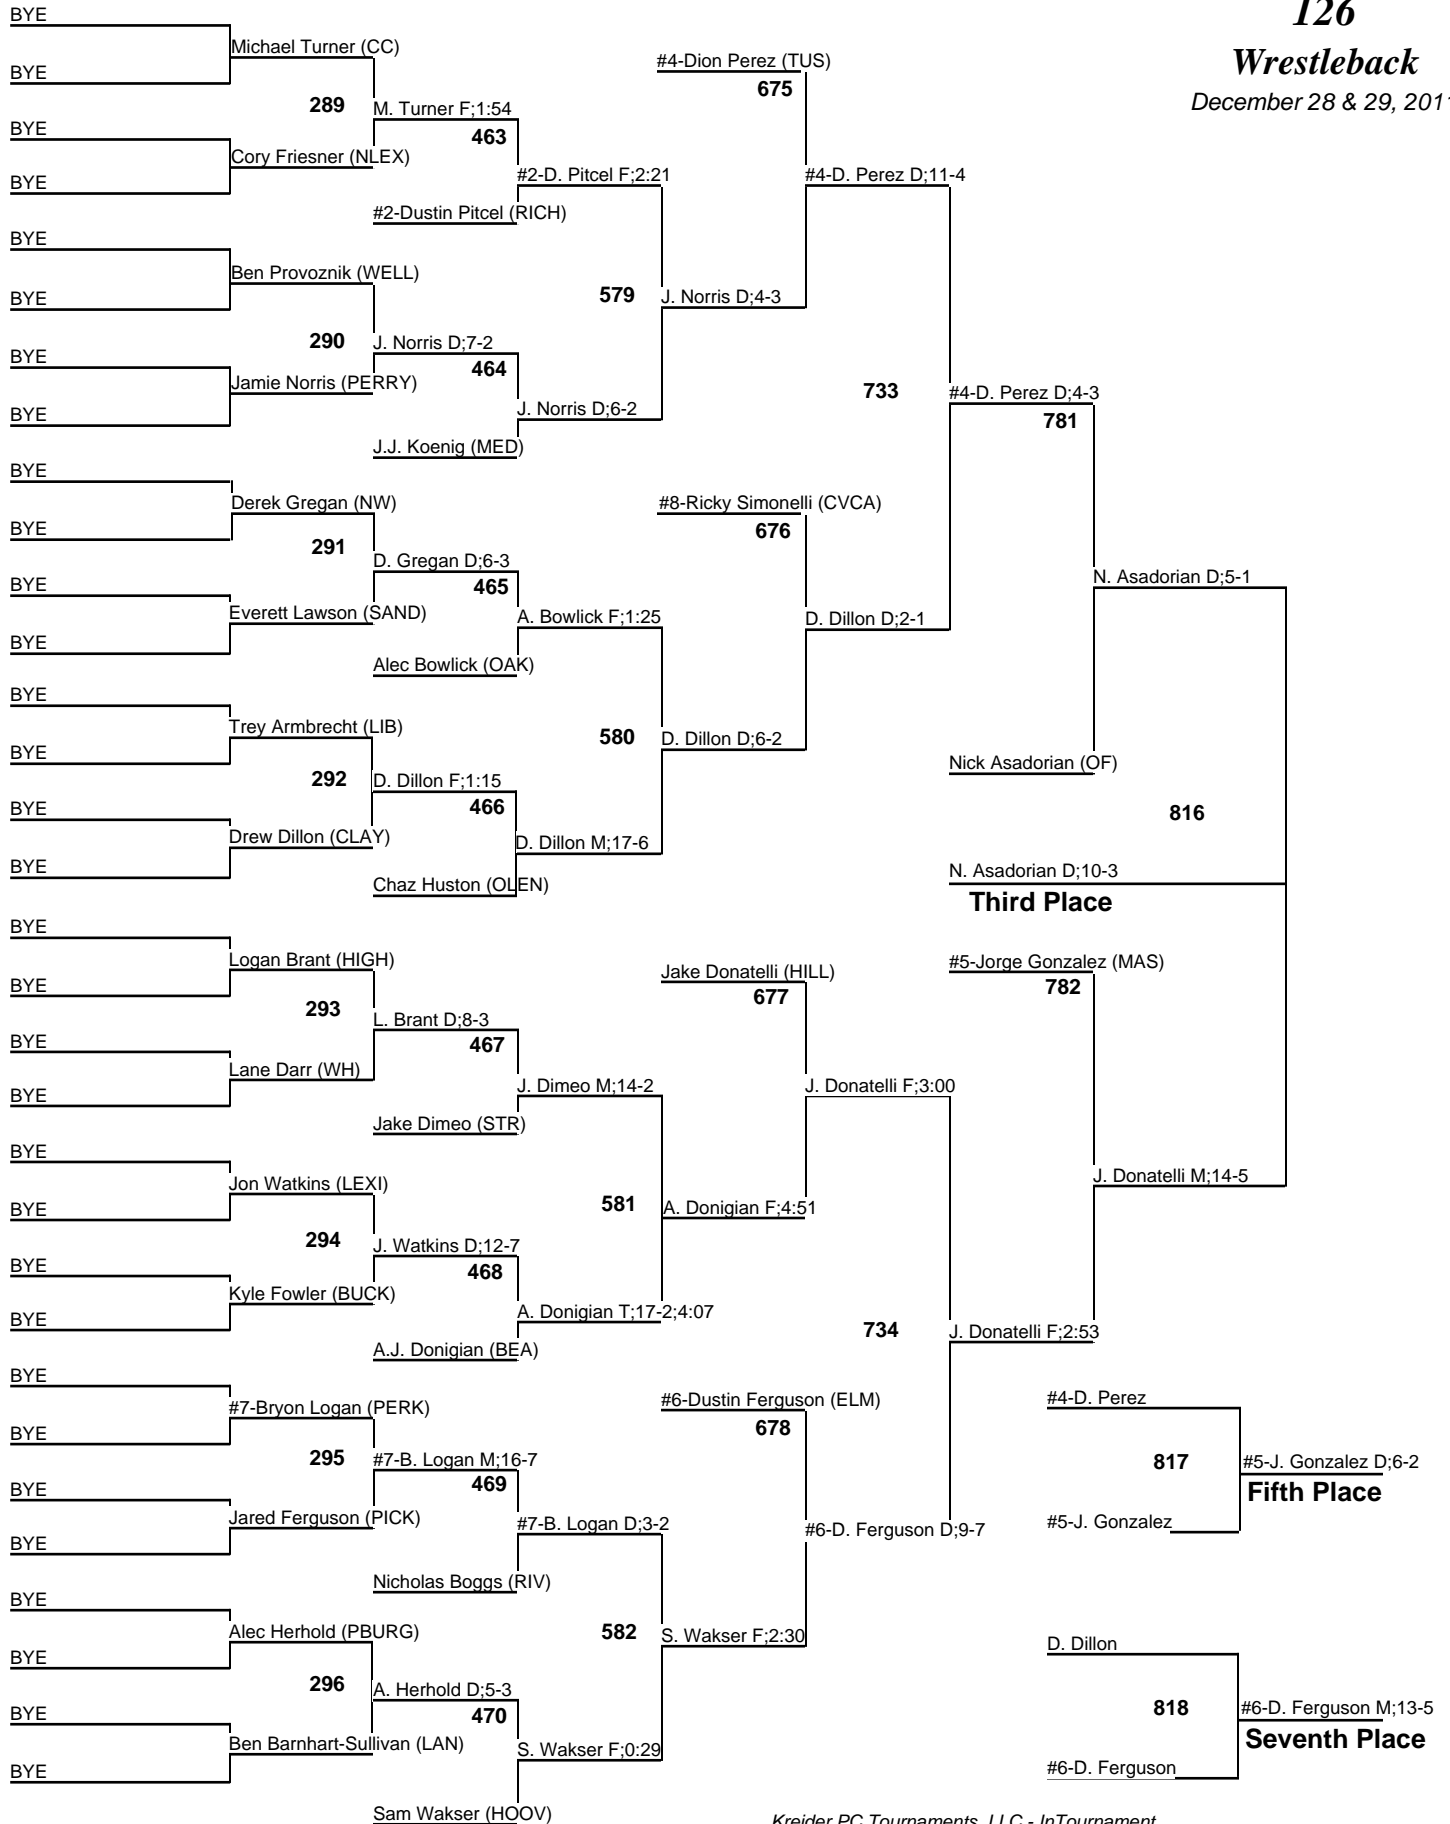 126
Wrestleback
December 28 & 29, 2011
BYE
Michael Turner (CC)
BYE
289
M. Turner F;1:54
463
BYE
Cory Friesner (NLEX)
BYE
#2-D. Pitcel F;2:21
#2-Dustin Pitcel (RICH)
BYE
Ben Provoznik (WELL)
BYE
579
J. Norris D;4-3
290
J. Norris D;7-2
464
BYE
Jamie Norris (PERRY)
BYE
J. Norris D;6-2
J.J. Koenig (MED)
#4-Dion Perez (TUS)
675
#4-D. Perez D;11-4
733
#4-D. Perez D;4-3
781
BYE
Derek Gregan (NW)
BYE
291
D. Gregan D;6-3
465
BYE
Everett Lawson (SAND)
BYE
A. Bowlick F;1:25
Alec Bowlick (OAK)
#8-Ricky Simonelli (CVCA)
676
D. Dillon D;2-1
N. Asadorian D;5-1
BYE
Trey Armbrecht (LIB)
BYE
580
D. Dillon D;6-2
292
D. Dillon F;1:15
466
BYE
Drew Dillon (CLAY)
BYE
D. Dillon M;17-6
Chaz Huston (OLEN)
Nick Asadorian (OF)
816
N. Asadorian D;10-3
Third Place
BYE
Logan Brant (HIGH)
BYE
293
L. Brant D;8-3
467
BYE
Lane Darr (WH)
BYE
J. Dimeo M;14-2
Jake Dimeo (STR)
Jake Donatelli (HILL)
677
J. Donatelli F;3:00
#5-Jorge Gonzalez (MAS)
782
BYE
Jon Watkins (LEXI)
BYE
581
A. Donigian F;4:51
J. Donatelli M;14-5
294
J. Watkins D;12-7
468
BYE
Kyle Fowler (BUCK)
BYE
A. Donigian T;17-2;4:07
A.J. Donigian (BEA)
734
J. Donatelli F;2:53
BYE
#7-Bryon Logan (PERK)
BYE
295
#7-B. Logan M;16-7
469
BYE
Jared Ferguson (PICK)
BYE
#7-B. Logan D;3-2
Nicholas Boggs (RIV)
#6-Dustin Ferguson (ELM)
678
#6-D. Ferguson D;9-7
#4-D. Perez
817
#5-J. Gonzalez D;6-2
Fifth Place
#5-J. Gonzalez
BYE
Alec Herhold (PBURG)
BYE
582
S. Wakser F;2:30
296
A. Herhold D;5-3
470
BYE
Ben Barnhart-Sullivan (LAN)
BYE
S. Wakser F;0:29
Sam Wakser (HOOV)
D. Dillon
818
#6-D. Ferguson M;13-5
Seventh Place
#6-D. Ferguson
Kreider PC Tournaments, LLC - InTournament